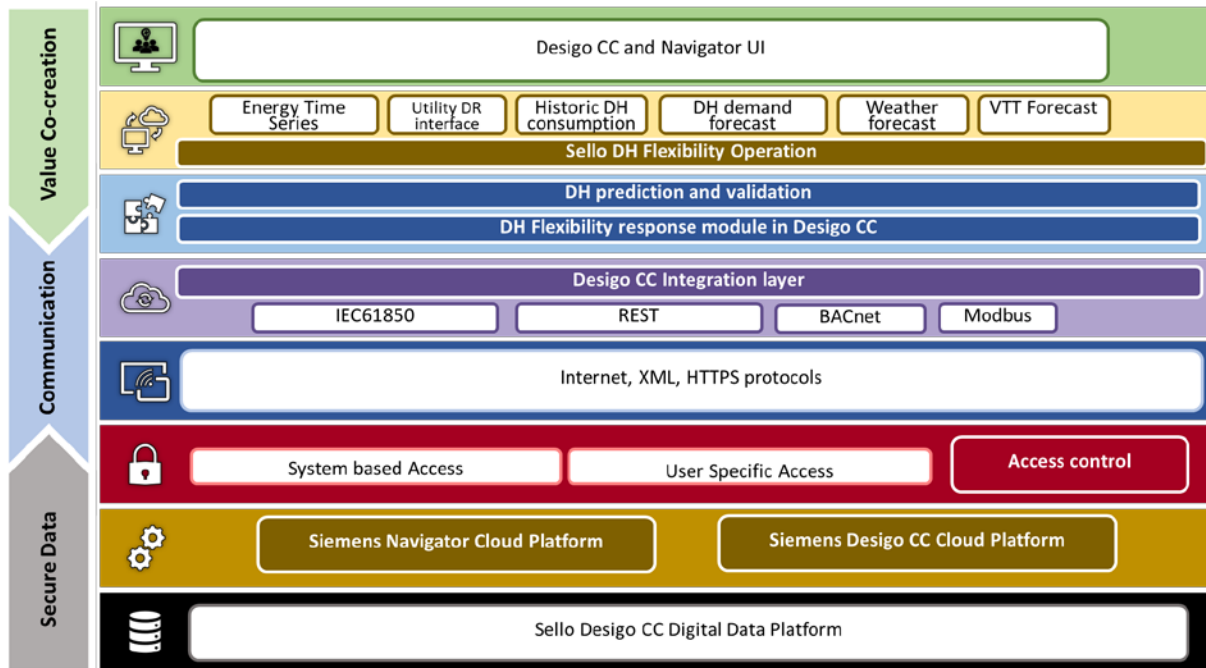 Value Co-creation
Communication
Secure Data
Desigo CC and Navigator UI
Energy Time
Series
Utility DR
interface
Historic DH
consumption
DH demand
forecast
Weather
forecast
VTT Forecast
Sello DH Flexibility Operation
DH prediction and validation
DH Flexibility response module in Desigo CC
Desigo CC Integration layer
IEC61850
REST
BACnet
Modbus
Internet, XML, HTTPS protocols
System based Access
User Specific Access
Access control
Siemens Navigator Cloud Platform
Siemens Desigo CC Cloud Platform
Sello Desigo CC Digital Data Platform